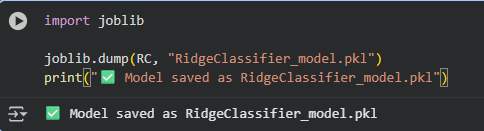 import joblib
joblib.dump(RC, "RidgeClassifier_model.pkl")
print("✅ Model saved as RidgeClassifier_model.pkl")
✅ Model saved as RidgeClassifier_model.pkl